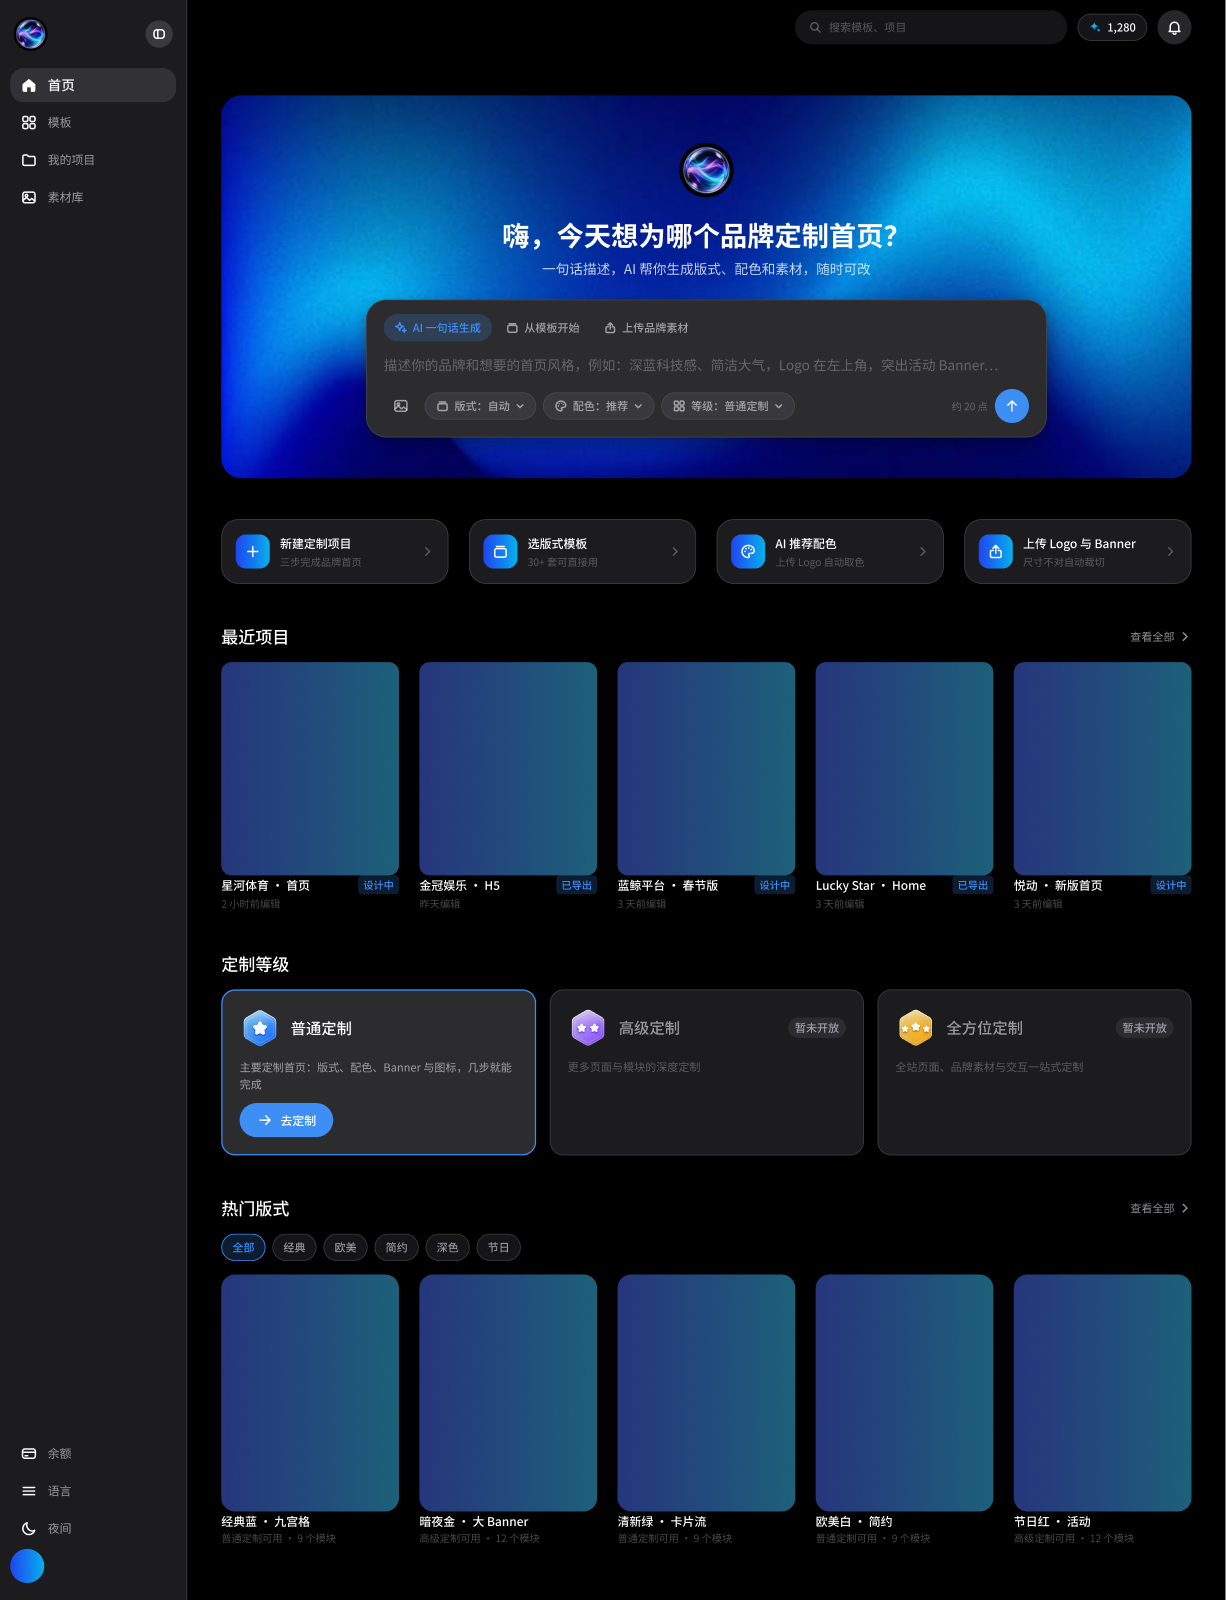 搜索模板、项目
1,280
首页
模板
我的项目
素材库
嗨，今天想为哪个品牌定制首页？
一句话描述，AI 帮你生成版式、配色和素材，随时可改
AI 一句话生成
从模板开始
上传品牌素材
描述你的品牌和想要的首页风格，例如：深蓝科技感、简洁大气，Logo 在左上角，突出活动 Banner…
版式：自动
配色：推荐
等级：普通定制
约 20 点
新建定制项目
三步完成品牌首页
选版式模板
30+ 套可直接用
AI 推荐配色
上传 Logo 自动取色
上传 Logo 与 Banner
尺寸不对自动裁切
最近项目
查看全部
星河体育 · 首页
设计中
2 小时前编辑
金冠娱乐 · H5
已导出
昨天编辑
蓝鲸平台 · 春节版
设计中
3 天前编辑
Lucky Star · Home
已导出
3 天前编辑
悦动 · 新版首页
设计中
3 天前编辑
定制等级
普通定制
主要定制首页：版式、配色、Banner 与图标，几步就能
完成
去定制
高级定制
暂未开放
更多页面与模块的深度定制
全方位定制
暂未开放
全站页面、品牌素材与交互一站式定制
热门版式
查看全部
全部
经典
欧美
简约
深色
节日
经典蓝 · 九宫格
普通定制可用 · 9 个模块
暗夜金 · 大 Banner
高级定制可用 · 12 个模块
清新绿 · 卡片流
普通定制可用 · 9 个模块
欧美白 · 简约
普通定制可用 · 9 个模块
节日红 · 活动
高级定制可用 · 12 个模块
余额
语言
夜间